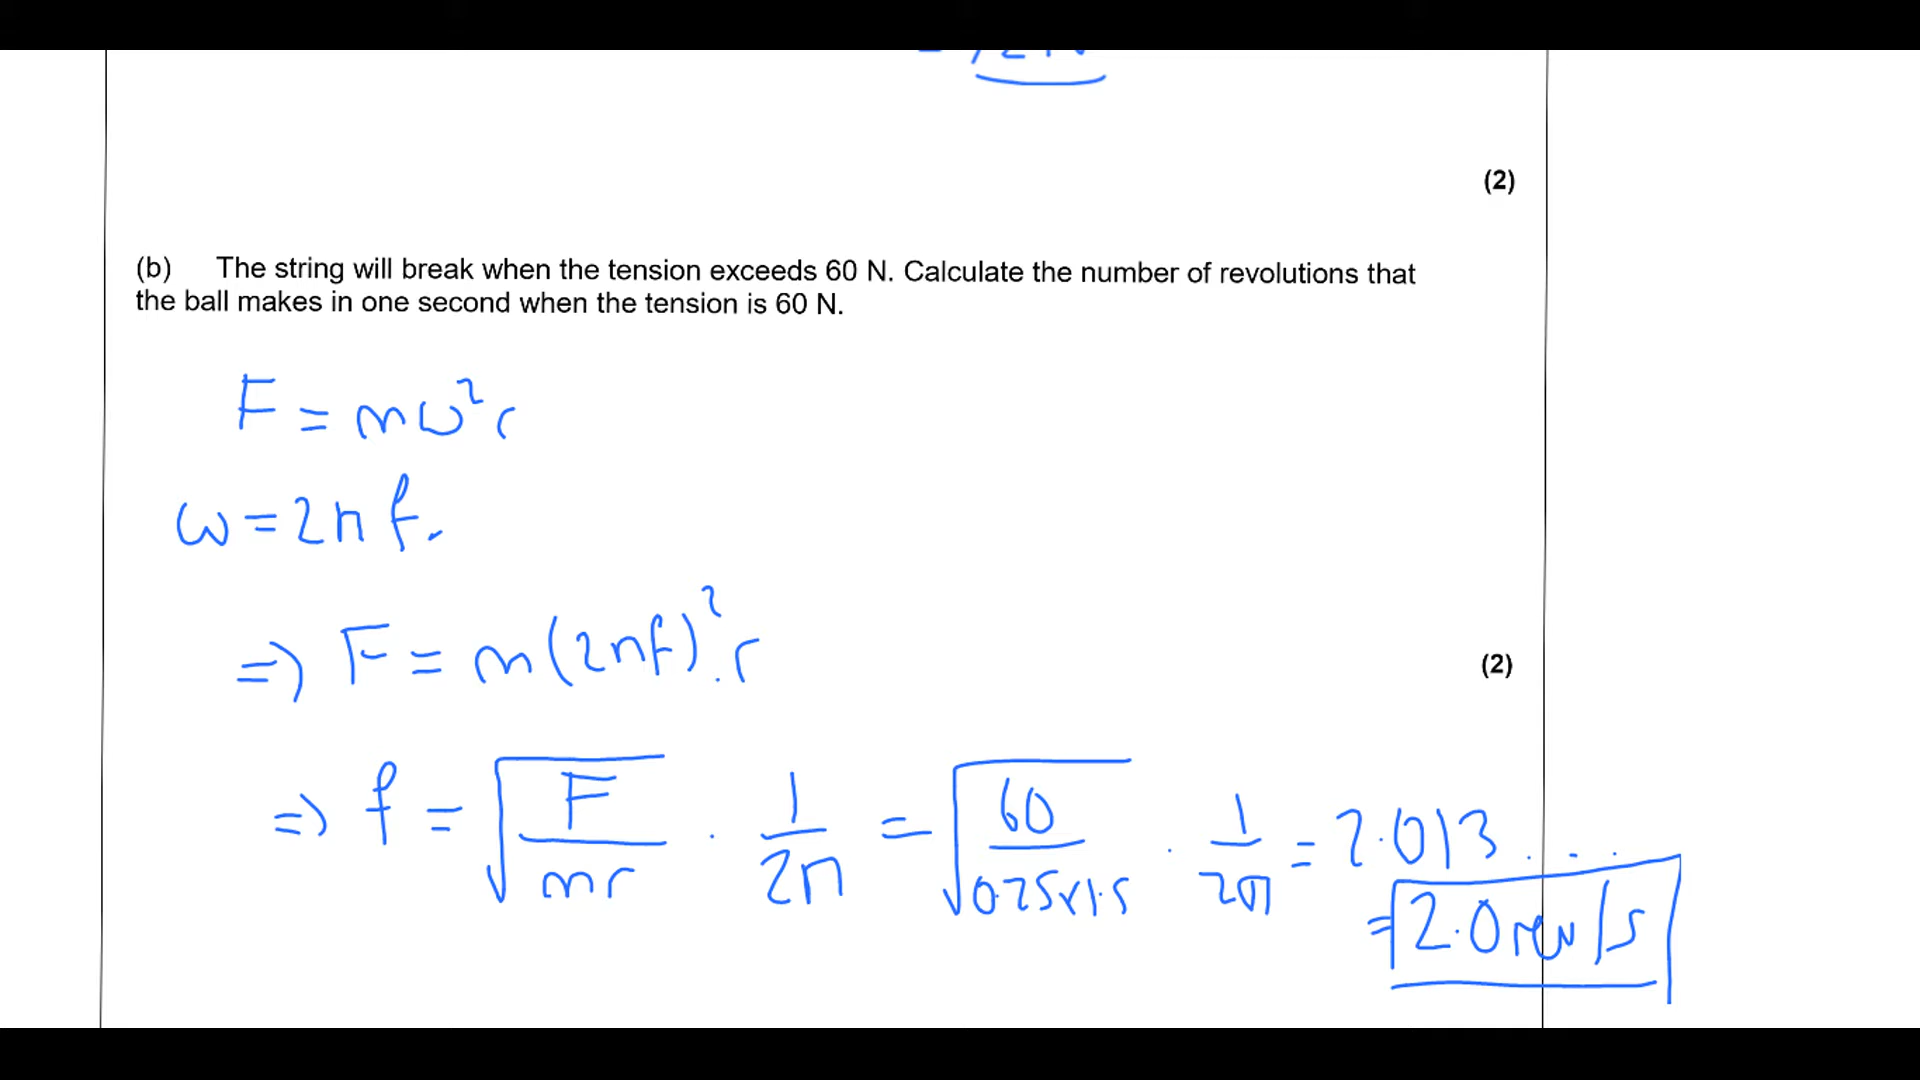 (2)
(b) The string will break when the tension exceeds 60 N. Calculate the number of revolutions that
the ball makes in one second when the tension is 60 N.
F = mω²r
ω = 2πf.
=> F = m(2πf)².r
(2)
=> f = √(F/mr) · 1/2π = √(60/0.25×1.5) · 1/2π = 2.013....
= 2.0 rev/s